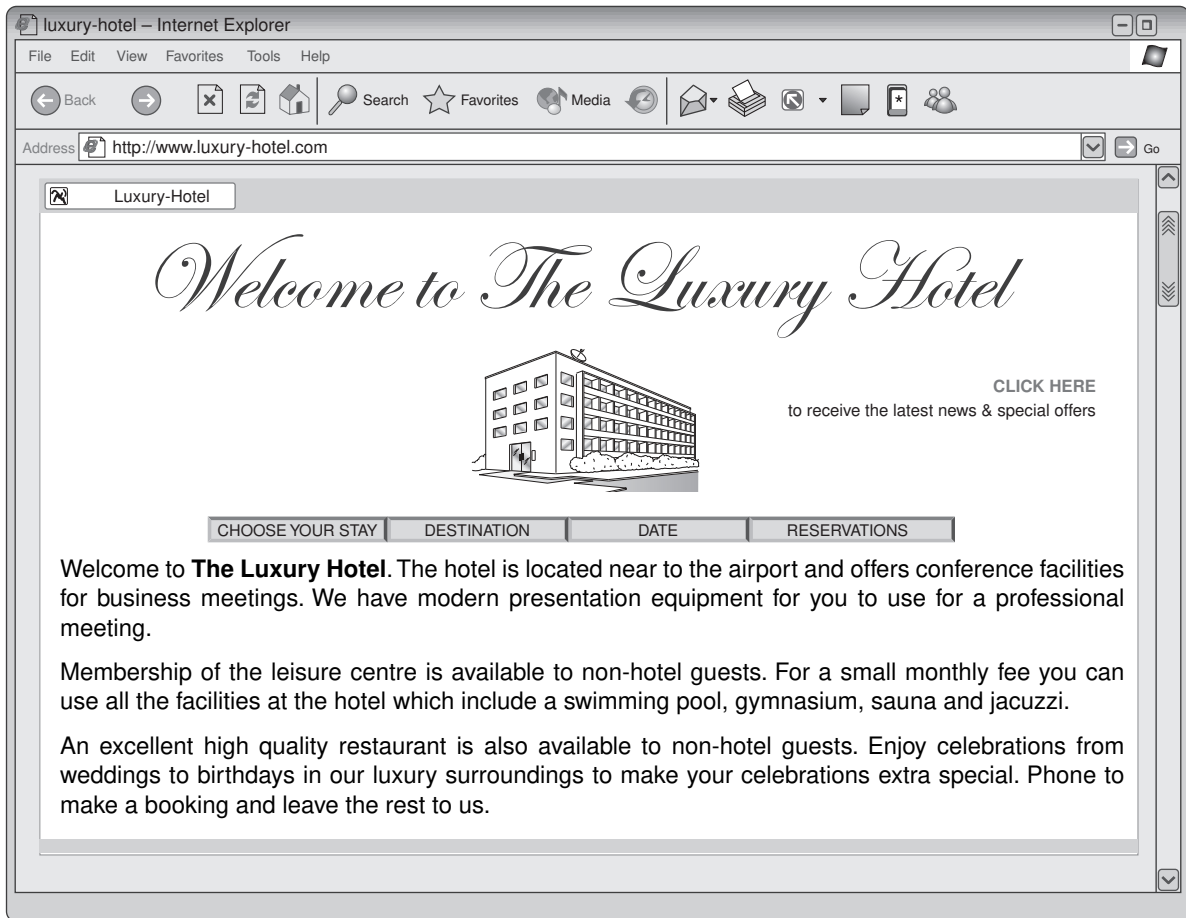 luxury-hotel – Internet Explorer
File Edit View Favorites Tools Help
Back Search Favorites Media
Address http://www.luxury-hotel.com Go
Luxury-Hotel
Welcome to The Luxury Hotel
CLICK HERE
to receive the latest news & special offers
CHOOSE YOUR STAY DESTINATION DATE RESERVATIONS
Welcome to The Luxury Hotel. The hotel is located near to the airport and offers conference facilities
for business meetings. We have modern presentation equipment for you to use for a professional
meeting.
Membership of the leisure centre is available to non-hotel guests. For a small monthly fee you can
use all the facilities at the hotel which include a swimming pool, gymnasium, sauna and jacuzzi.
An excellent high quality restaurant is also available to non-hotel guests. Enjoy celebrations from
weddings to birthdays in our luxury surroundings to make your celebrations extra special. Phone to
make a booking and leave the rest to us.